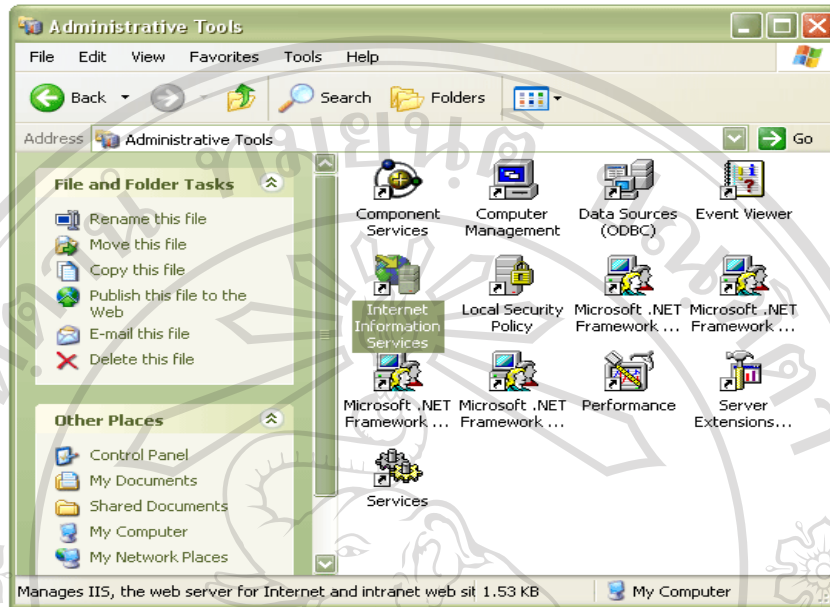 Administrative Tools
File Edit View Favorites Tools Help
Back Search Folders
Address Administrative Tools Go
File and Folder Tasks
Rename this file
Move this file
Copy this file
Publish this file to the
Web
E-mail this file
Delete this file
Other Places
Control Panel
My Documents
Shared Documents
My Computer
My Network Places
Component
Services
Computer
Management
Data Sources
(ODBC)
Event Viewer
Internet
Information
Services
Local Security
Policy
Microsoft .NET
Framework ...
Microsoft .NET
Framework ...
Microsoft .NET
Framework ...
Microsoft .NET
Framework ...
Performance
Server
Extensions...
Services
Manages IIS, the web server for Internet and intranet web sit 1.53 KB My Computer